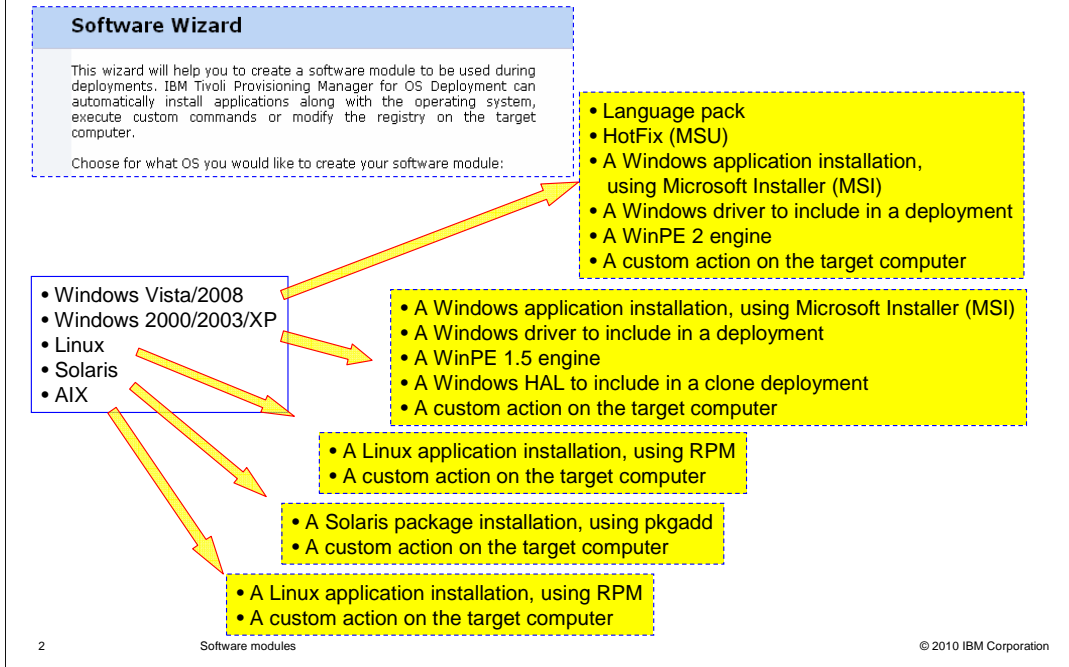 Software Wizard
This wizard will help you to create a software module to be used during
deployments. IBM Tivoli Provisioning Manager for OS Deployment can
automatically install applications along with the operating system,
execute custom commands or modify the registry on the target
computer.
Choose for what OS you would like to create your software module:
• Language pack
• HotFix (MSU)
• A Windows application installation,
using Microsoft Installer (MSI)
• A Windows driver to include in a deployment
• A WinPE 2 engine
• A custom action on the target computer
• Windows Vista/2008
• Windows 2000/2003/XP
• Linux
• Solaris
• AIX
• A Windows application installation, using Microsoft Installer (MSI)
• A Windows driver to include in a deployment
• A WinPE 1.5 engine
• A Windows HAL to include in a clone deployment
• A custom action on the target computer
• A Linux application installation, using RPM
• A custom action on the target computer
• A Solaris package installation, using pkgadd
• A custom action on the target computer
• A Linux application installation, using RPM
• A custom action on the target computer
2 Software modules © 2010 IBM Corporation